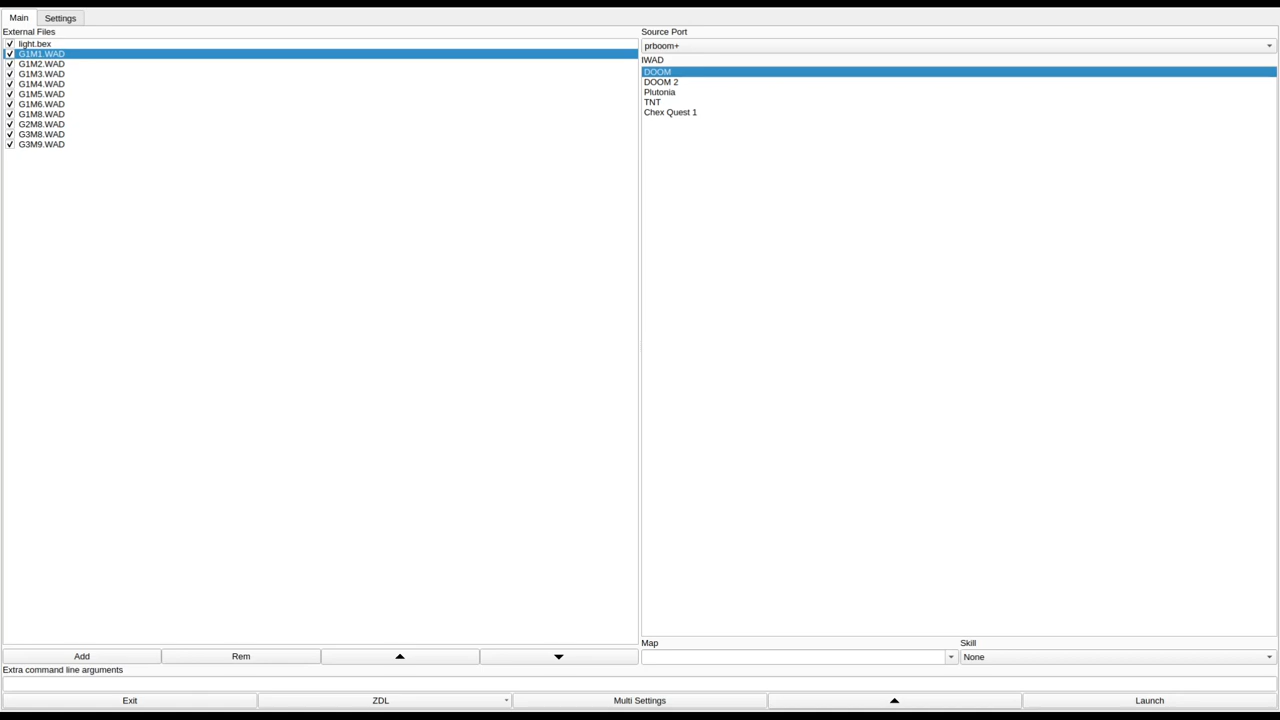 Main
Settings
External Files
light.bex
G1M1.WAD
G1M2.WAD
G1M3.WAD
G1M4.WAD
G1M5.WAD
G1M6.WAD
G1M8.WAD
G2M8.WAD
G3M8.WAD
G3M9.WAD
Source Port
prboom+
IWAD
DOOM
DOOM 2
Plutonia
TNT
Chex Quest 1
Add
Rem
Map
Skill
None
Extra command line arguments
Exit
ZDL
Multi Settings
Launch